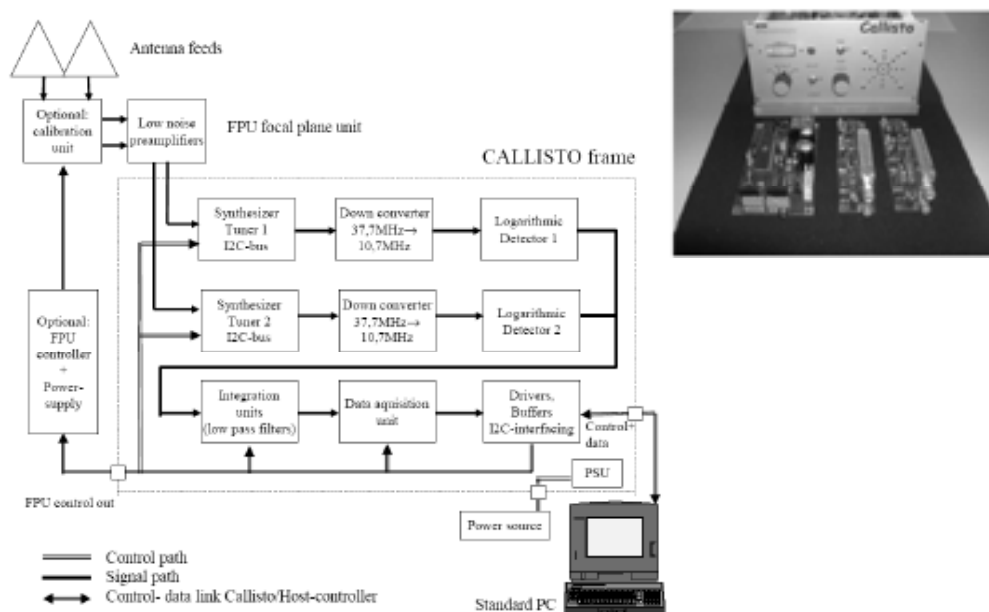 Antenna feeds
Callisto
Optional:
calibration
unit
Low noise
preamplifiers
FPU focal plane unit
CALLISTO frame
Synthesizer
Tuner 1
I2C-bus
Down converter
37,7MHz→
10,7MHz
Logarithmic
Detector 1
Synthesizer
Tuner 2
I2C-bus
Down converter
37,7MHz→
10,7MHz
Logarithmic
Detector 2
Optional:
FPU
controller
+
Power-
supply
Integration
units
(low pass filters)
Data aquisition
unit
Drivers,
Buffers
I2C-interfacing
Control+
data
PSU
FPU control out
Power source
Control path
Signal path
Control- data link Callisto/Host-controller
Standard PC